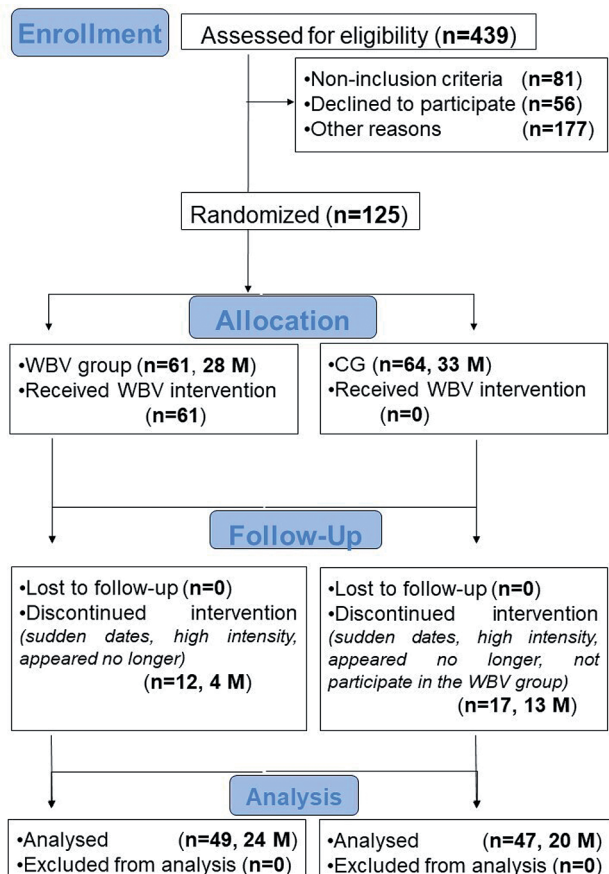 Enrollment
Assessed for eligibility (n=439)
•Non-inclusion criteria (n=81)
•Declined to participate (n=56)
•Other reasons (n=177)
Randomized (n=125)
Allocation
•WBV group (n=61, 28 M)
•Received WBV intervention
(n=61)
•CG (n=64, 33 M)
•Received WBV intervention
(n=0)
Follow-Up
•Lost to follow-up (n=0)
•Discontinued intervention
(sudden dates, high intensity,
appeared no longer)
(n=12, 4 M)
•Lost to follow-up (n=0)
•Discontinued intervention
(sudden dates, high intensity,
appeared no longer, not
participate in the WBV group)
(n=17, 13 M)
Analysis
•Analysed (n=49, 24 M)
•Excluded from analysis (n=0)
•Analysed (n=47, 20 M)
•Excluded from analysis (n=0)